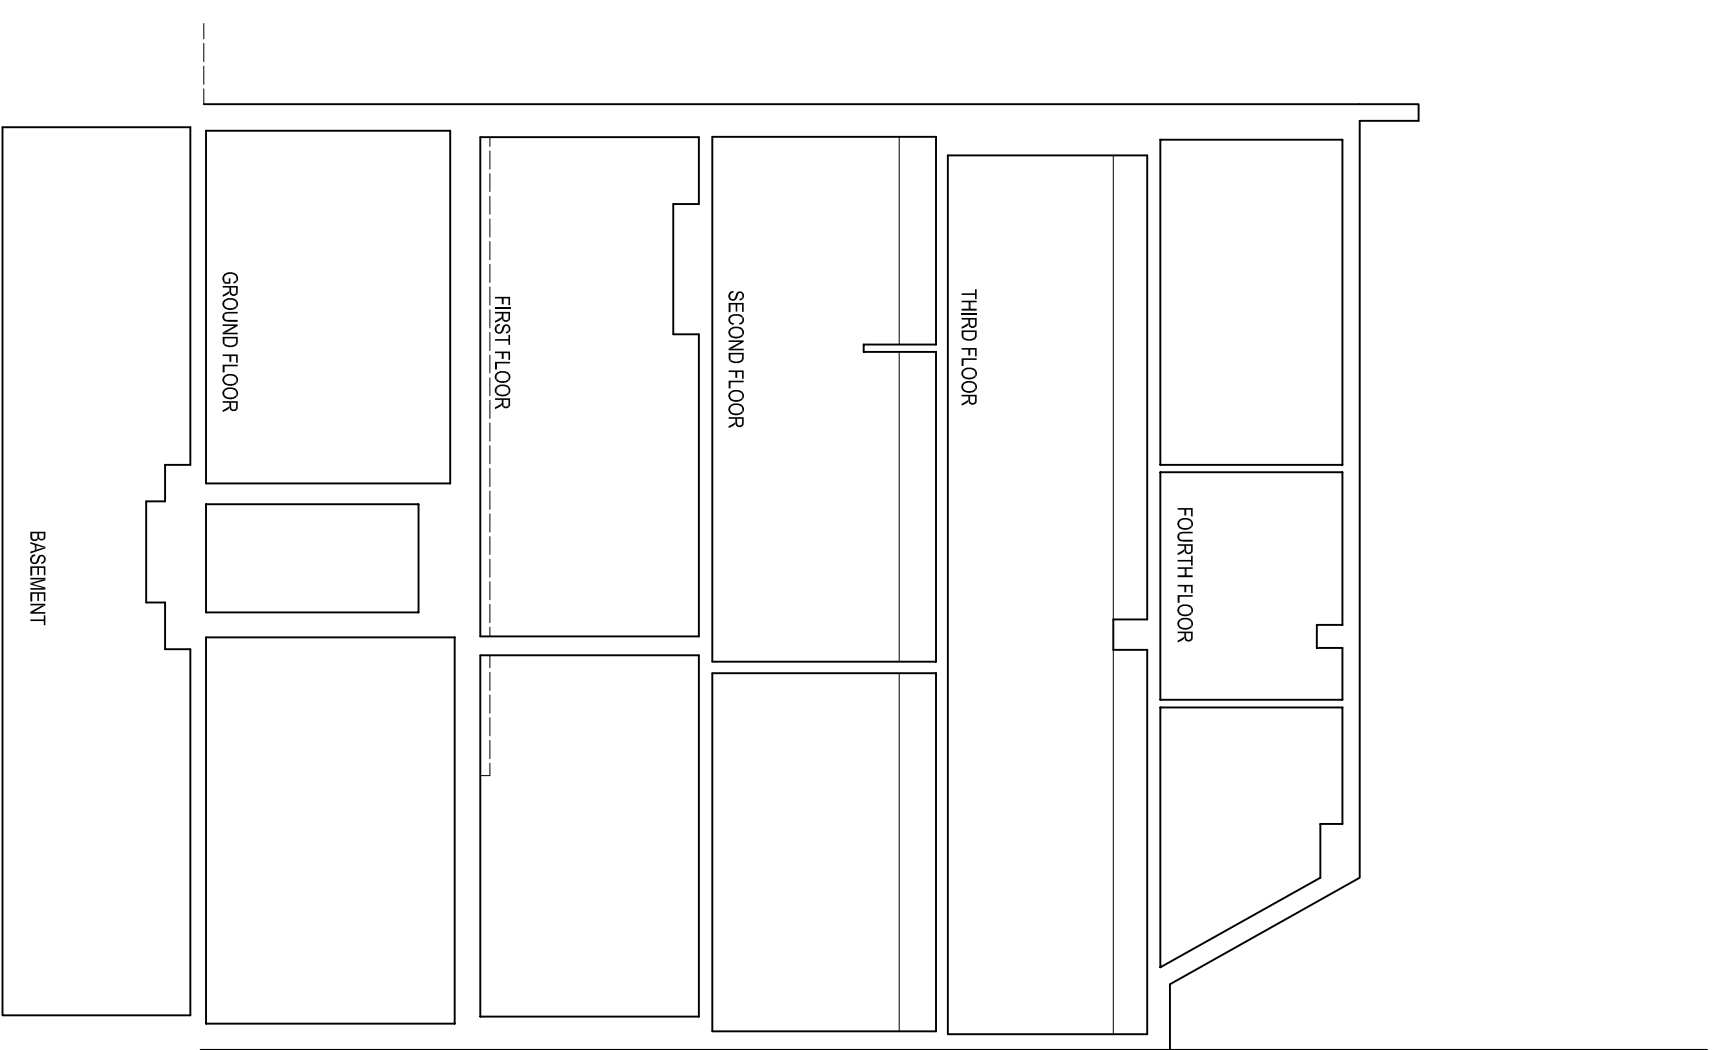 BASEMENT
GROUND FLOOR
FIRST FLOOR
SECOND FLOOR
THIRD FLOOR
FOURTH FLOOR